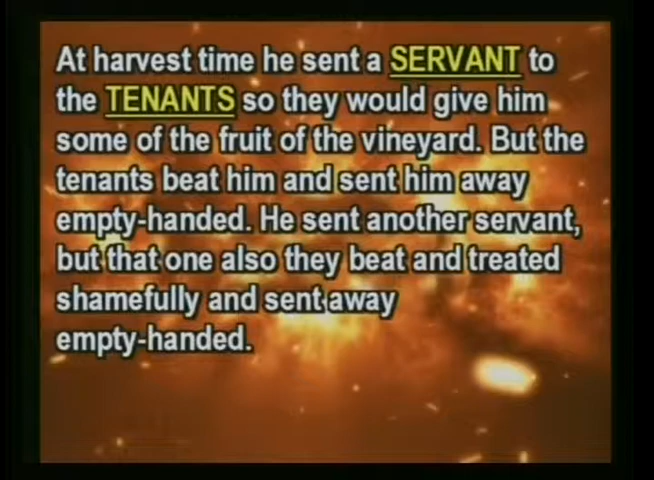 At harvest time he sent a SERVANT to
the TENANTS so they would give him
some of the fruit of the vineyard. But the
tenants beat him and sent him away
empty-handed. He sent another servant,
but that one also they beat and treated
shamefully and sent away
empty-handed.